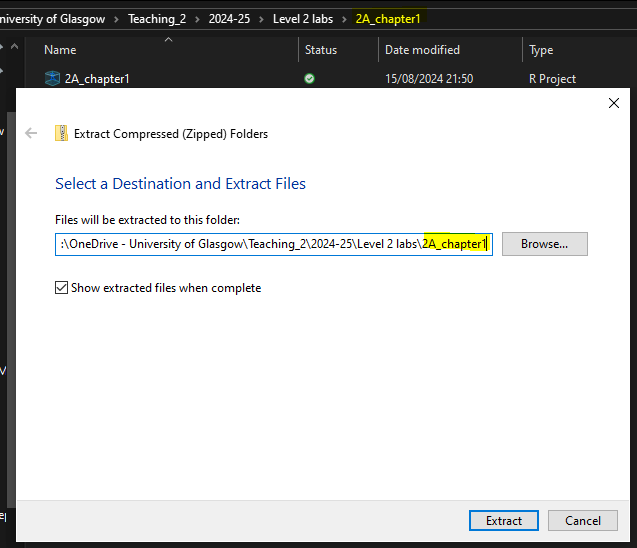 niversity of Glasgow > Teaching_2 > 2024-25 > Level 2 labs > 2A_chapter1
Name Status Date modified Type
2A_chapter1 15/08/2024 21:50 R Project
Extract Compressed (Zipped) Folders
Select a Destination and Extract Files
Files will be extracted to this folder:
:\OneDrive - University of Glasgow\Teaching_2\2024-25\Level 2 labs\2A_chapter1 Browse...
Show extracted files when complete
Extract Cancel